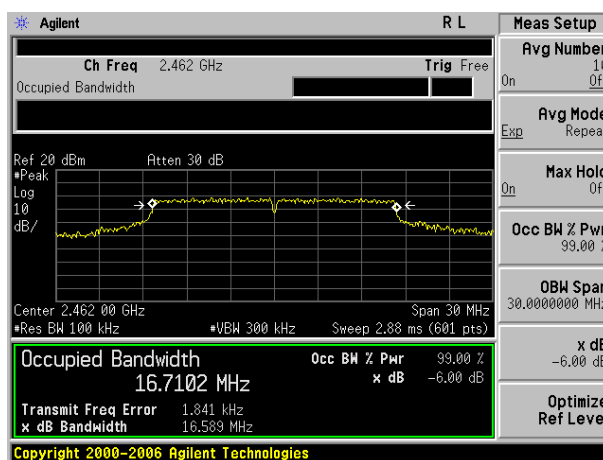 Agilent R L
Ch Freq 2.462 GHz Trig Free
Occupied Bandwidth
Ref 20 dBm Atten 30 dB
#Peak
Log
10
dB/
Center 2.462 00 GHz Span 30 MHz
#Res BW 100 kHz #VBW 300 kHz Sweep 2.88 ms (601 pts)
Occupied Bandwidth Occ BW % Pwr 99.00 %
16.7102 MHz x dB -6.00 dB
Transmit Freq Error 1.841 kHz
x dB Bandwidth 16.589 MHz
Copyright 2000-2006 Agilent Technologies
Meas Setup
Avg Number
10
On Of
Avg Mode
Exp Repea
Max Hold
On Of
Occ BW % Pwr
99.00 %
OBW Span
30.0000000 MHz
x dB
-6.00 dB
Optimize
Ref Level